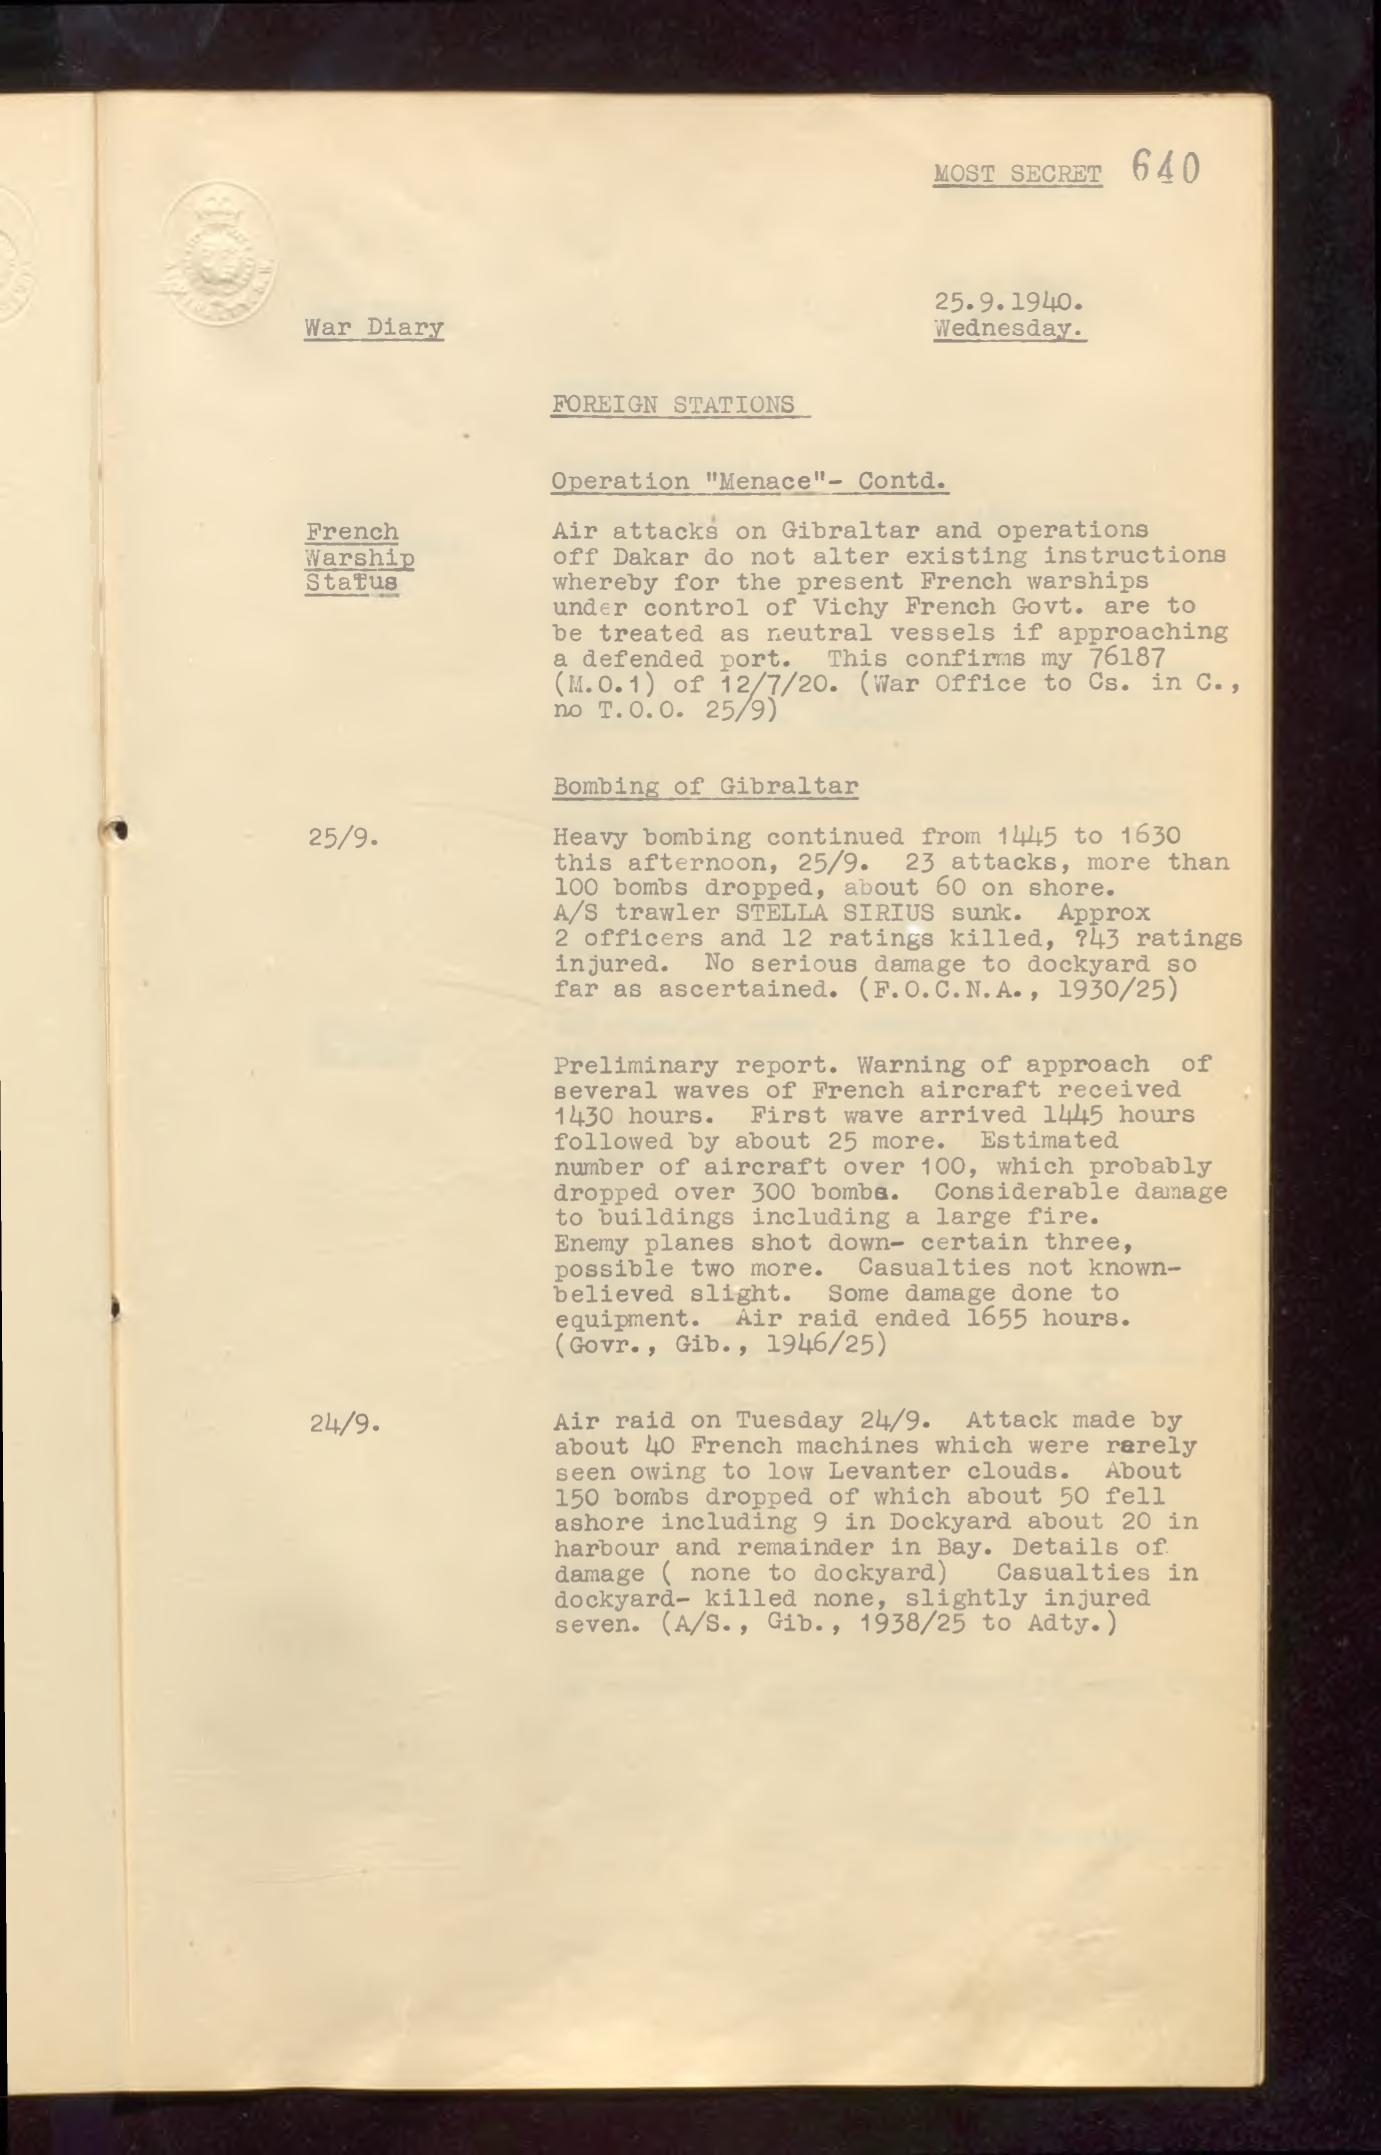 MOST SECRET 640
25.9.1940.
War Diary
Wednesday.
FOREIGN STATIONS
Operation "Menace"- Contd.
French
Warship
Status
Air attacks on Gibraltar and operations
off Dakar do not alter existing instructions
whereby for the present French warships
under control of Vichy French Govt. are to
be treated as neutral vessels if approaching
a defended port. This confirms my 76187
(M.O.1) of 12/7/20. (War Office to Cs. in C.,
no T.O.O. 25/9)
Bombing of Gibraltar
25/9.
Heavy bombing continued from 1445 to 1630
this afternoon, 25/9. 23 attacks, more than
100 bombs dropped, about 60 on shore.
A/S trawler STELLA SIRIUS sunk. Approx
2 officers and 12 ratings killed, ?43 ratings
injured. No serious damage to dockyard so
far as ascertained. (F.O.C.N.A., 1930/25)
Preliminary report. Warning of approach of
several waves of French aircraft received
1430 hours. First wave arrived 1445 hours
followed by about 25 more. Estimated
number of aircraft over 100, which probably
dropped over 300 bombs. Considerable damage
to buildings including a large fire.
Enemy planes shot down- certain three,
possible two more. Casualties not known-
believed slight. Some damage done to
equipment. Air raid ended 1655 hours.
(Govr., Gib., 1946/25)
24/9.
Air raid on Tuesday 24/9. Attack made by
about 40 French machines which were rarely
seen owing to low Levanter clouds. About
150 bombs dropped of which about 50 fell
ashore including 9 in Dockyard about 20 in
harbour and remainder in Bay. Details of
damage ( none to dockyard) Casualties in
dockyard- killed none, slightly injured
seven. (A/S., Gib., 1938/25 to Adty.)